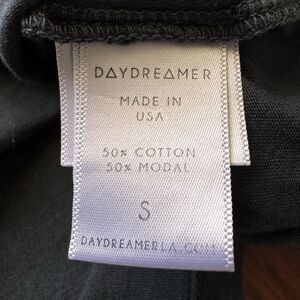 DAYDREAMER
MADE IN
USA
50% COTTON
50% MODAL
S
DAYDREAMERLA.COM